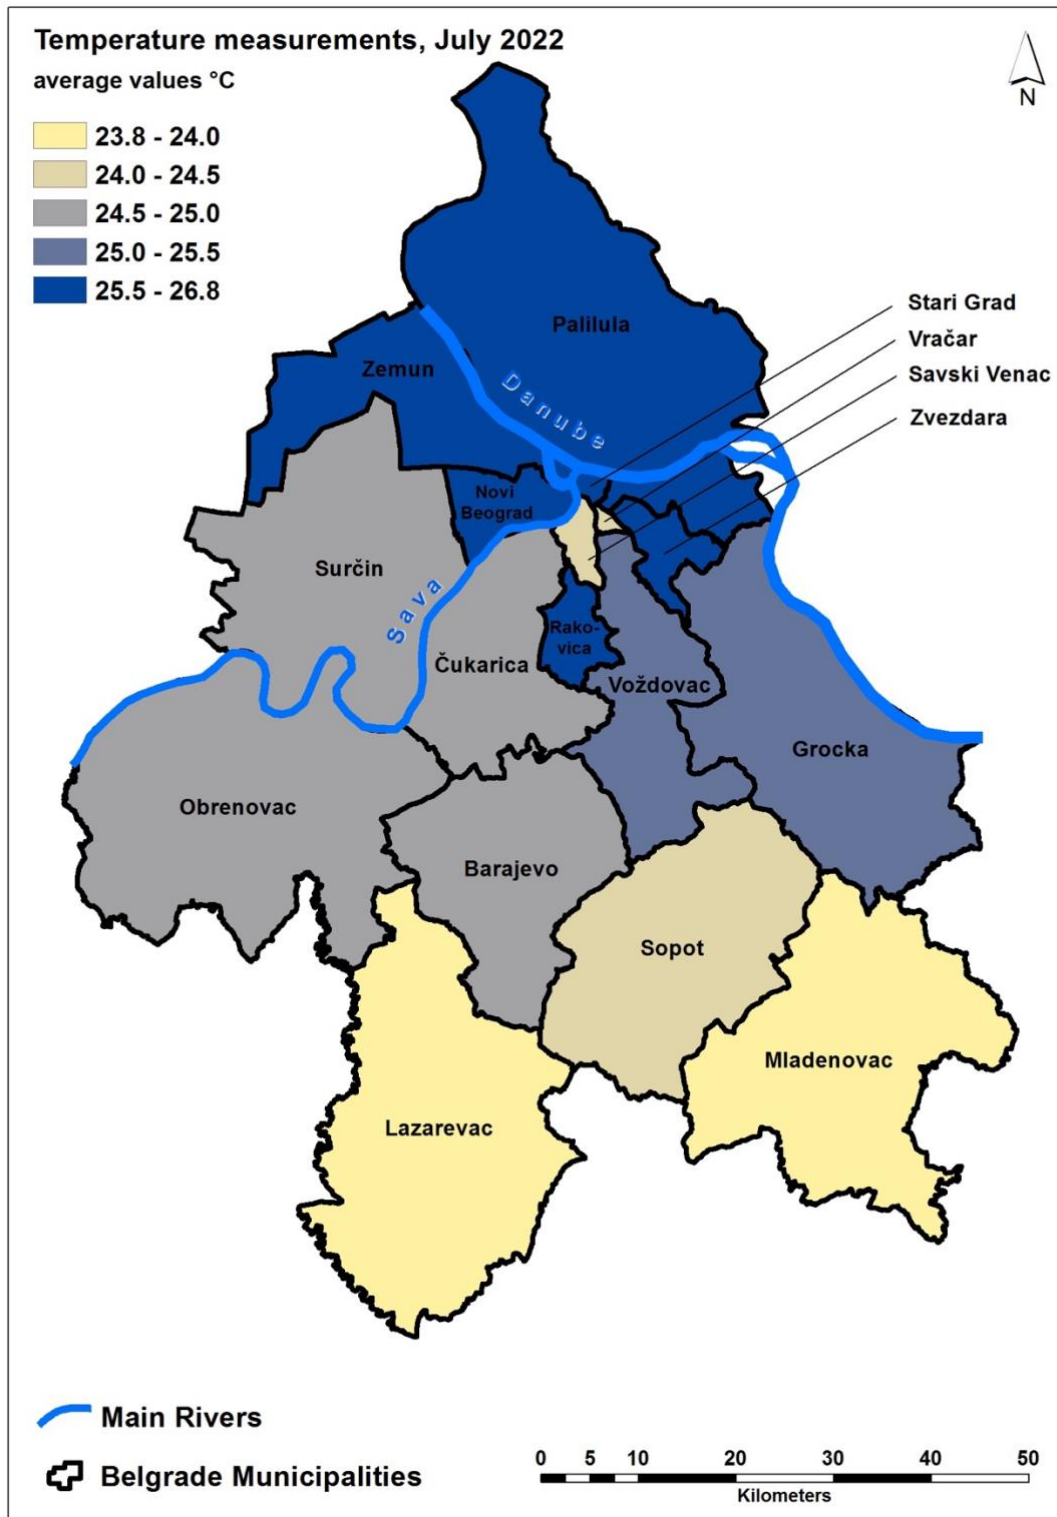 Temperature measurements, July 2022
average values °C
23.8 - 24.0
24.0 - 24.5
24.5 - 25.0
25.0 - 25.5
25.5 - 26.8
N
Stari Grad
Vračar
Savski Venac
Zvezdara
Palilula
Zemun
Danube
Novi
Beograd
Surčin
Sava
Rako-
vica
Čukarica
Voždovac
Grocka
Obrenovac
Barajevo
Sopot
Mladenovac
Lazarevac
Main Rivers
Belgrade Municipalities
0 5 10 20 30 40 50
Kilometers